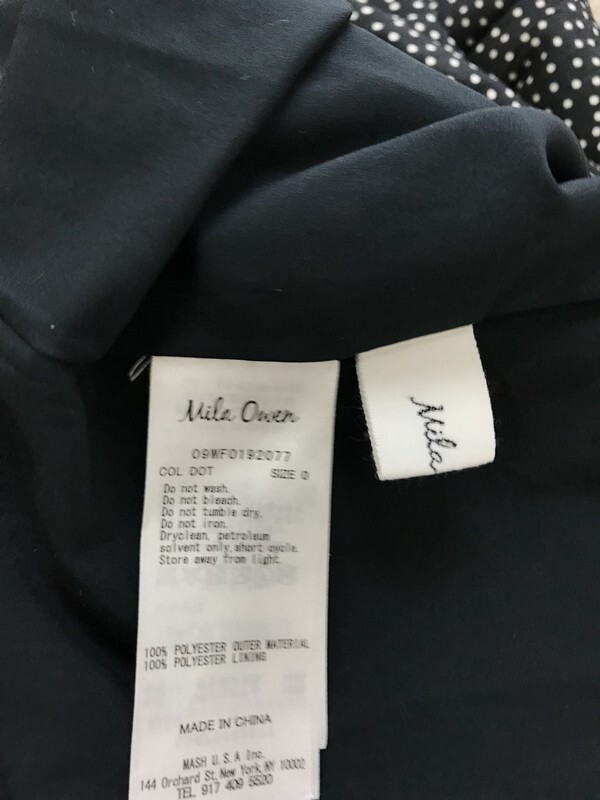 Mila Owen
09WF0192077
COL DOT SIZE 0
Do not wash.
Do not bleach.
Do not tumble dry.
Do not iron.
Dryclean, petroleum
solvent only, short cycle.
Store away from light.
100% POLYESTER OUTER MATERIAL
100% POLYESTER LINING
MADE IN CHINA
MASH U.S.A Inc.
144 Orchard St, New York, NY 10002
TEL 917 409 5520
Mila